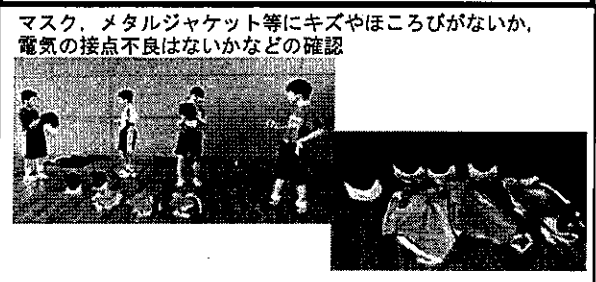 マスク，メタルジャケット等にキズやほころびがないか，
電気の接点不良はないかなどの確認